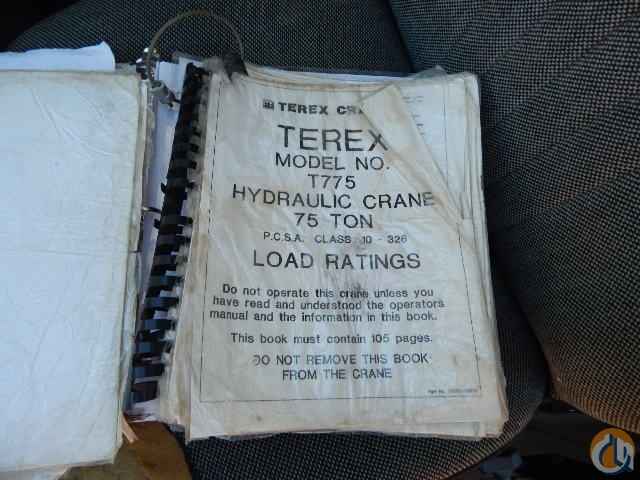 TEREX
TEREX
MODEL NO.
T775
HYDRAULIC CRANE
75 TON
P.C.S.A. CLASS 10 - 326
LOAD RATINGS
Do not operate this crane unless you
have read and understood the operators
manual and the information in this book.
This book must contain 105 pages.
DO NOT REMOVE THIS BOOK
FROM THE CRANE